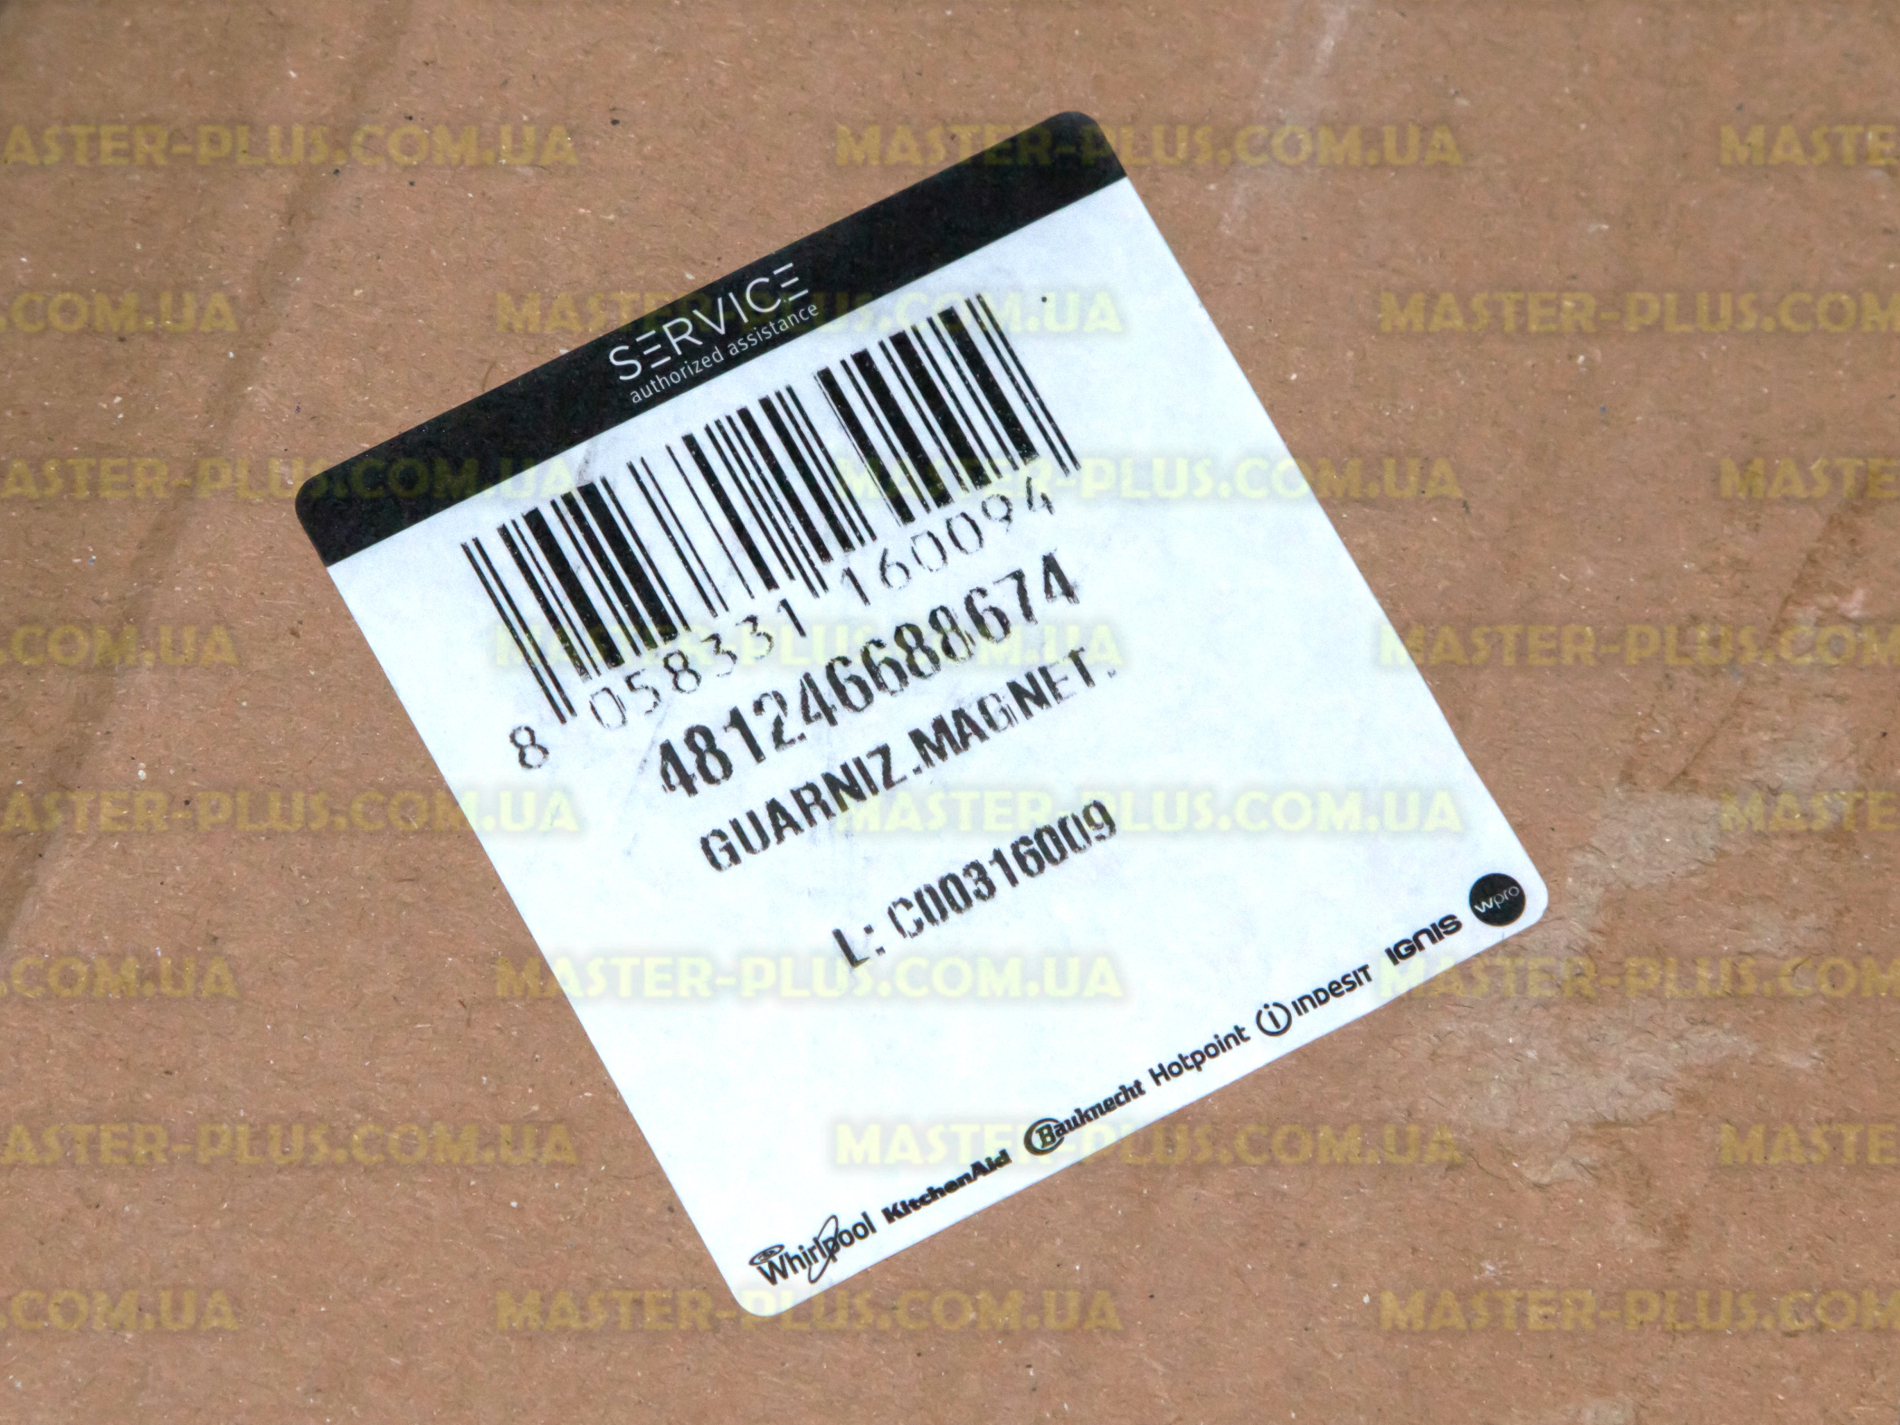 SERVICE
authorized assistance
8 058331 160094
481246688674
GUARNIZ.MAGNET.
L: C00316009
Whirlpool KitchenAid Bauknecht Hotpoint INDESIT IGNIS wpro
MASTER-PLUS.COM.UA